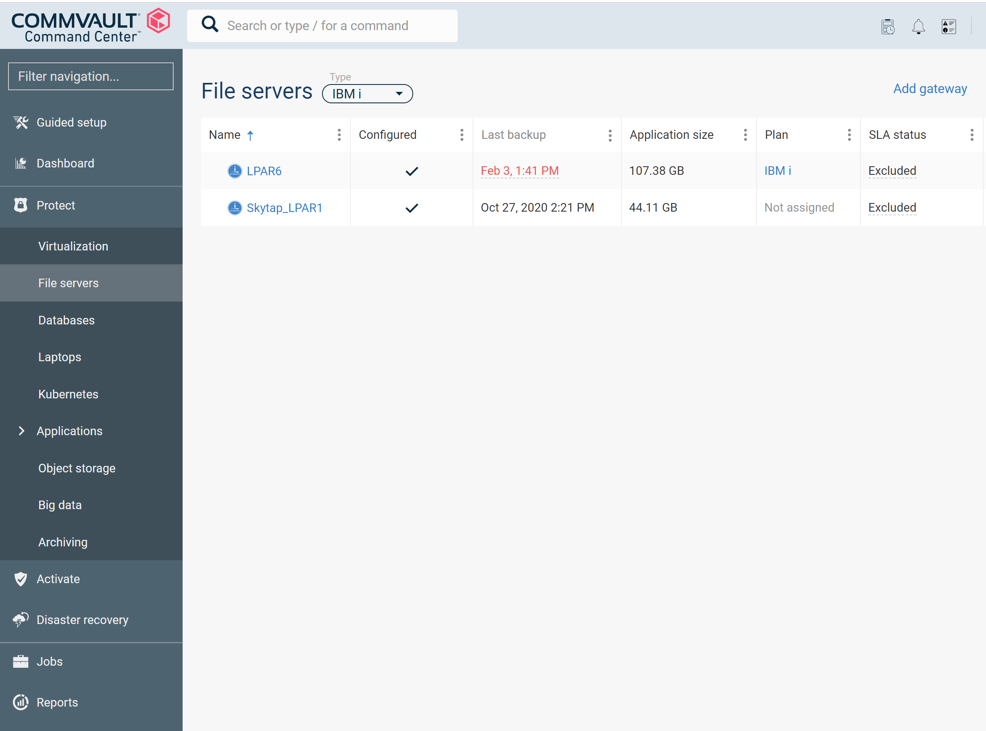 COMMVAULT
Command Center™
Search or type / for a command
Filter navigation...
Guided setup
Dashboard
Protect
Virtualization
File servers
Databases
Laptops
Kubernetes
Applications
Object storage
Big data
Archiving
Activate
Disaster recovery
Jobs
Reports
File servers
Type
IBM i
Add gateway
Name ↑ Configured Last backup Application size Plan SLA status
LPAR6 Feb 3, 1:41 PM 107.38 GB IBM i Excluded
Skytap_LPAR1 Oct 27, 2020 2:21 PM 44.11 GB Not assigned Excluded